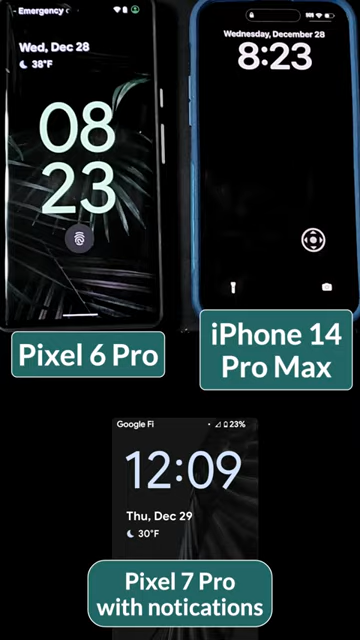 Emergency
Wed, Dec 28
38°F
08
23
Pixel 6 Pro
Wednesday, December 28
8:23
iPhone 14
Pro Max
Google Fi
23%
12:09
Thu, Dec 29
30°F
Pixel 7 Pro
with notications